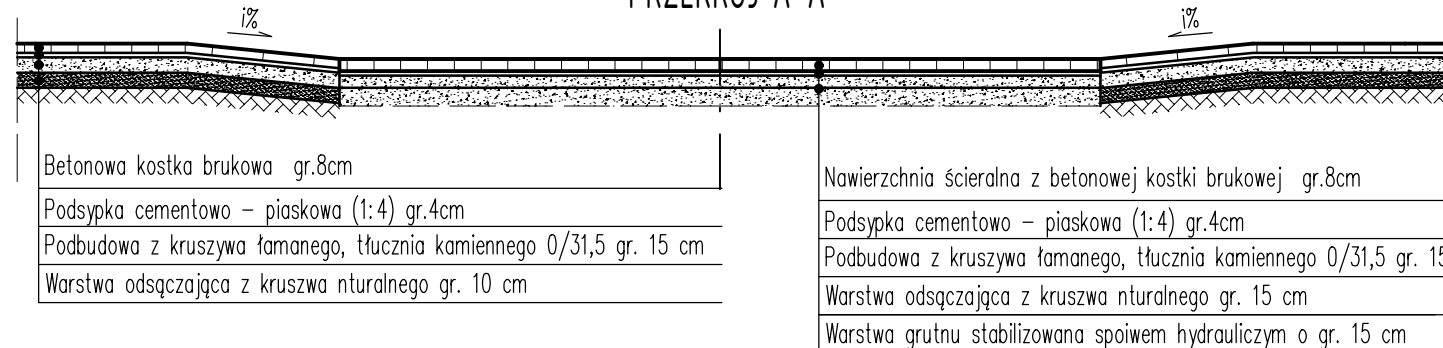 PRZEKRÓJ A-A
i%
i%
Betonowa kostka brukowa gr.8cm
Podsypka cementowo – piaskowa (1:4) gr.4cm
Podbudowa z kruszywa łamanego, tłucznia kamiennego 0/31,5 gr. 15 cm
Warstwa odsączająca z kruszwa nturalnego gr. 10 cm
Nawierzchnia ścieralna z betonowej kostki brukowej gr.8cm
Podsypka cementowo – piaskowa (1:4) gr.4cm
Podbudowa z kruszywa łamanego, tłucznia kamiennego 0/31,5 gr. 15
Warstwa odsączająca z kruszwa nturalnego gr. 15 cm
Warstwa grutnu stabilizowana spoiwem hydrauliczym o gr. 15 cm